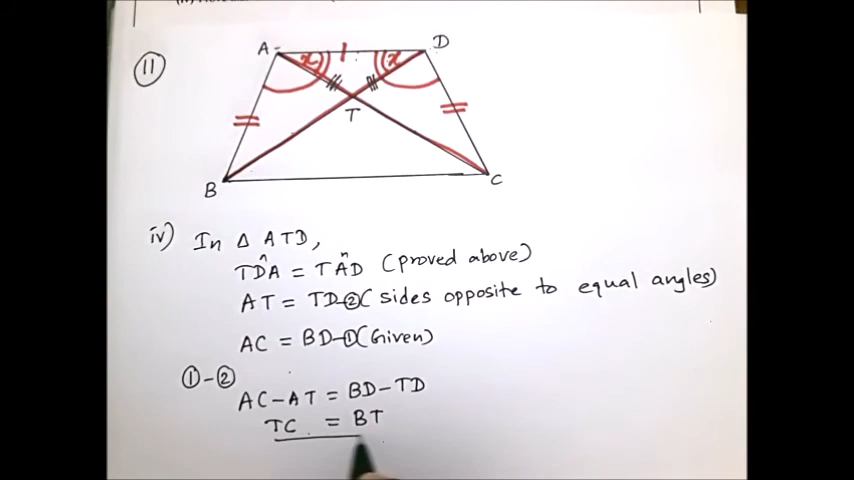 11
A
D
x
x
T
B
C
iv) In Δ ATD,
TD̂A = TÂD (proved above)
AT = TD-②(sides opposite to equal angles)
AC = BD-①(Given)
①-②
AC-AT = BD-TD
TC = BT